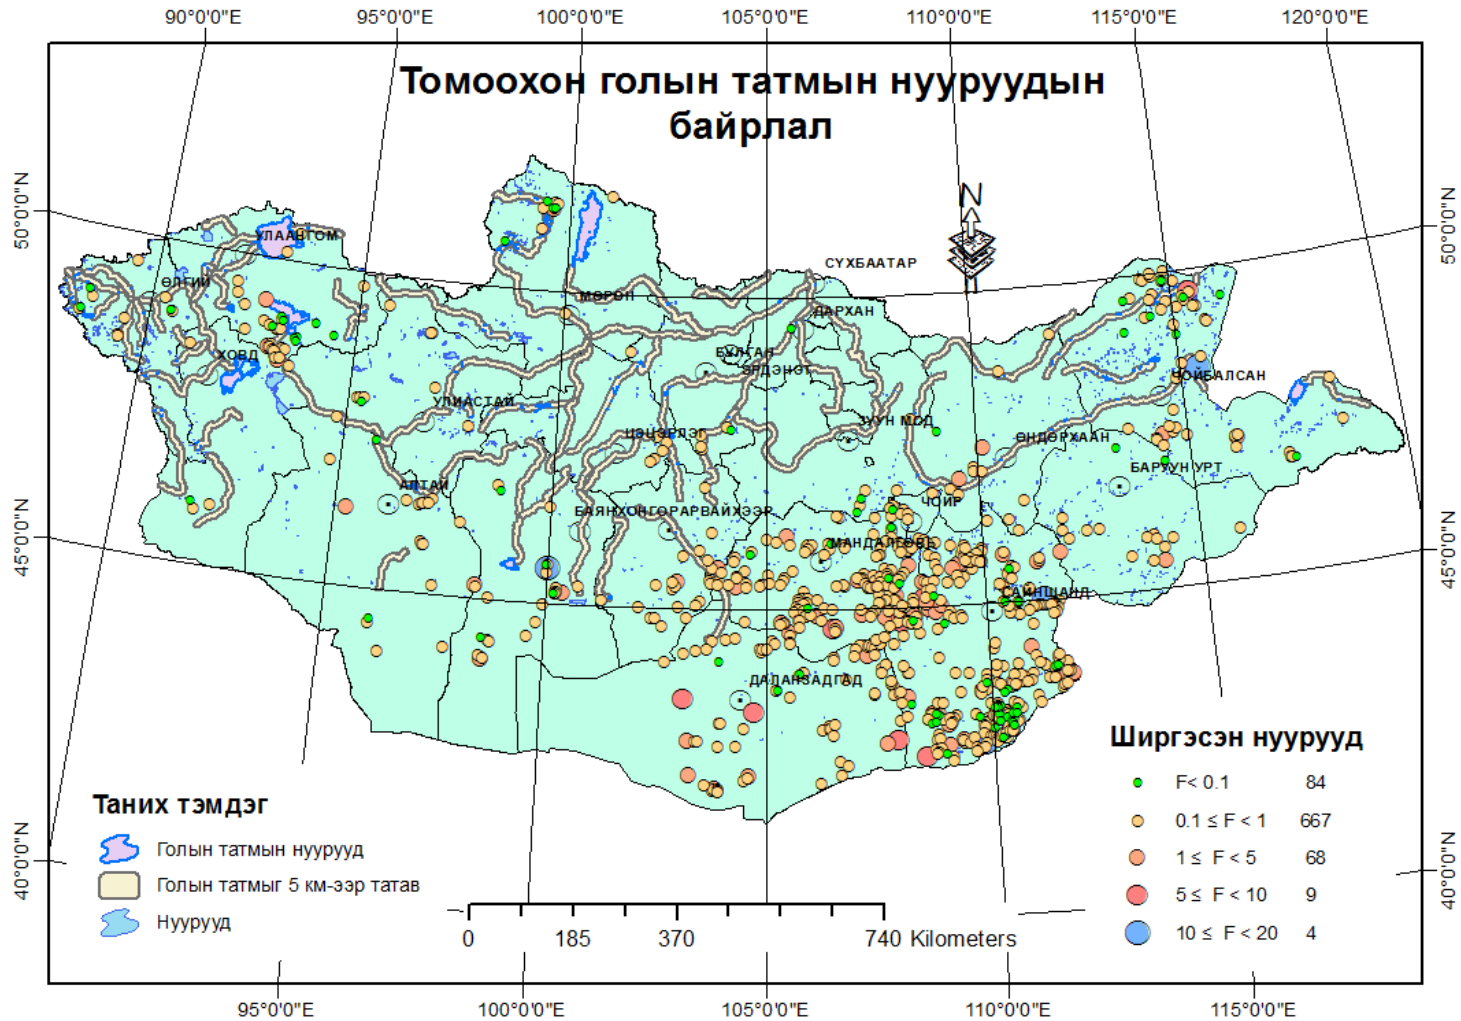 90°0'0"E 95°0'0"E 100°0'0"E 105°0'0"E 110°0'0"E 115°0'0"E 120°0'0"E
Томоохон голын татмын нууруудын
байрлал
50°0'0"N
50°0'0"N
N
УЛААНГОМ
СҮХБААТАР
ӨЛГИЙ
МӨРӨН
ДАРХАН
ХОВД
БУЛГАН
ЭРДЭНЭТ
ЧОЙБАЛСАН
УЛИАСТАЙ
ЗУУН МОД
ЦЭЦЭРЛЭГ
ӨНДӨРХААН
БАРУУН УРТ
АЛТАЙ
ЧОЙР
БАЯНХОНГОР
АРВАЙХЭЭР
45°0'0"N
45°0'0"N
МАНДАЛГОВЬ
САЙНШАНД
ДАЛАНЗАДГАД
Ширгэсэн нуурууд
F< 0.1 84
0.1 ≤ F < 1 667
1 ≤ F < 5 68
5 ≤ F < 10 9
10 ≤ F < 20 4
Таних тэмдэг
Голын татмын нуурууд
Голын татмыг 5 км-ээр татав
Нуурууд
40°0'0"N
40°0'0"N
0 185 370 740 Kilometers
95°0'0"E 100°0'0"E 105°0'0"E 110°0'0"E 115°0'0"E